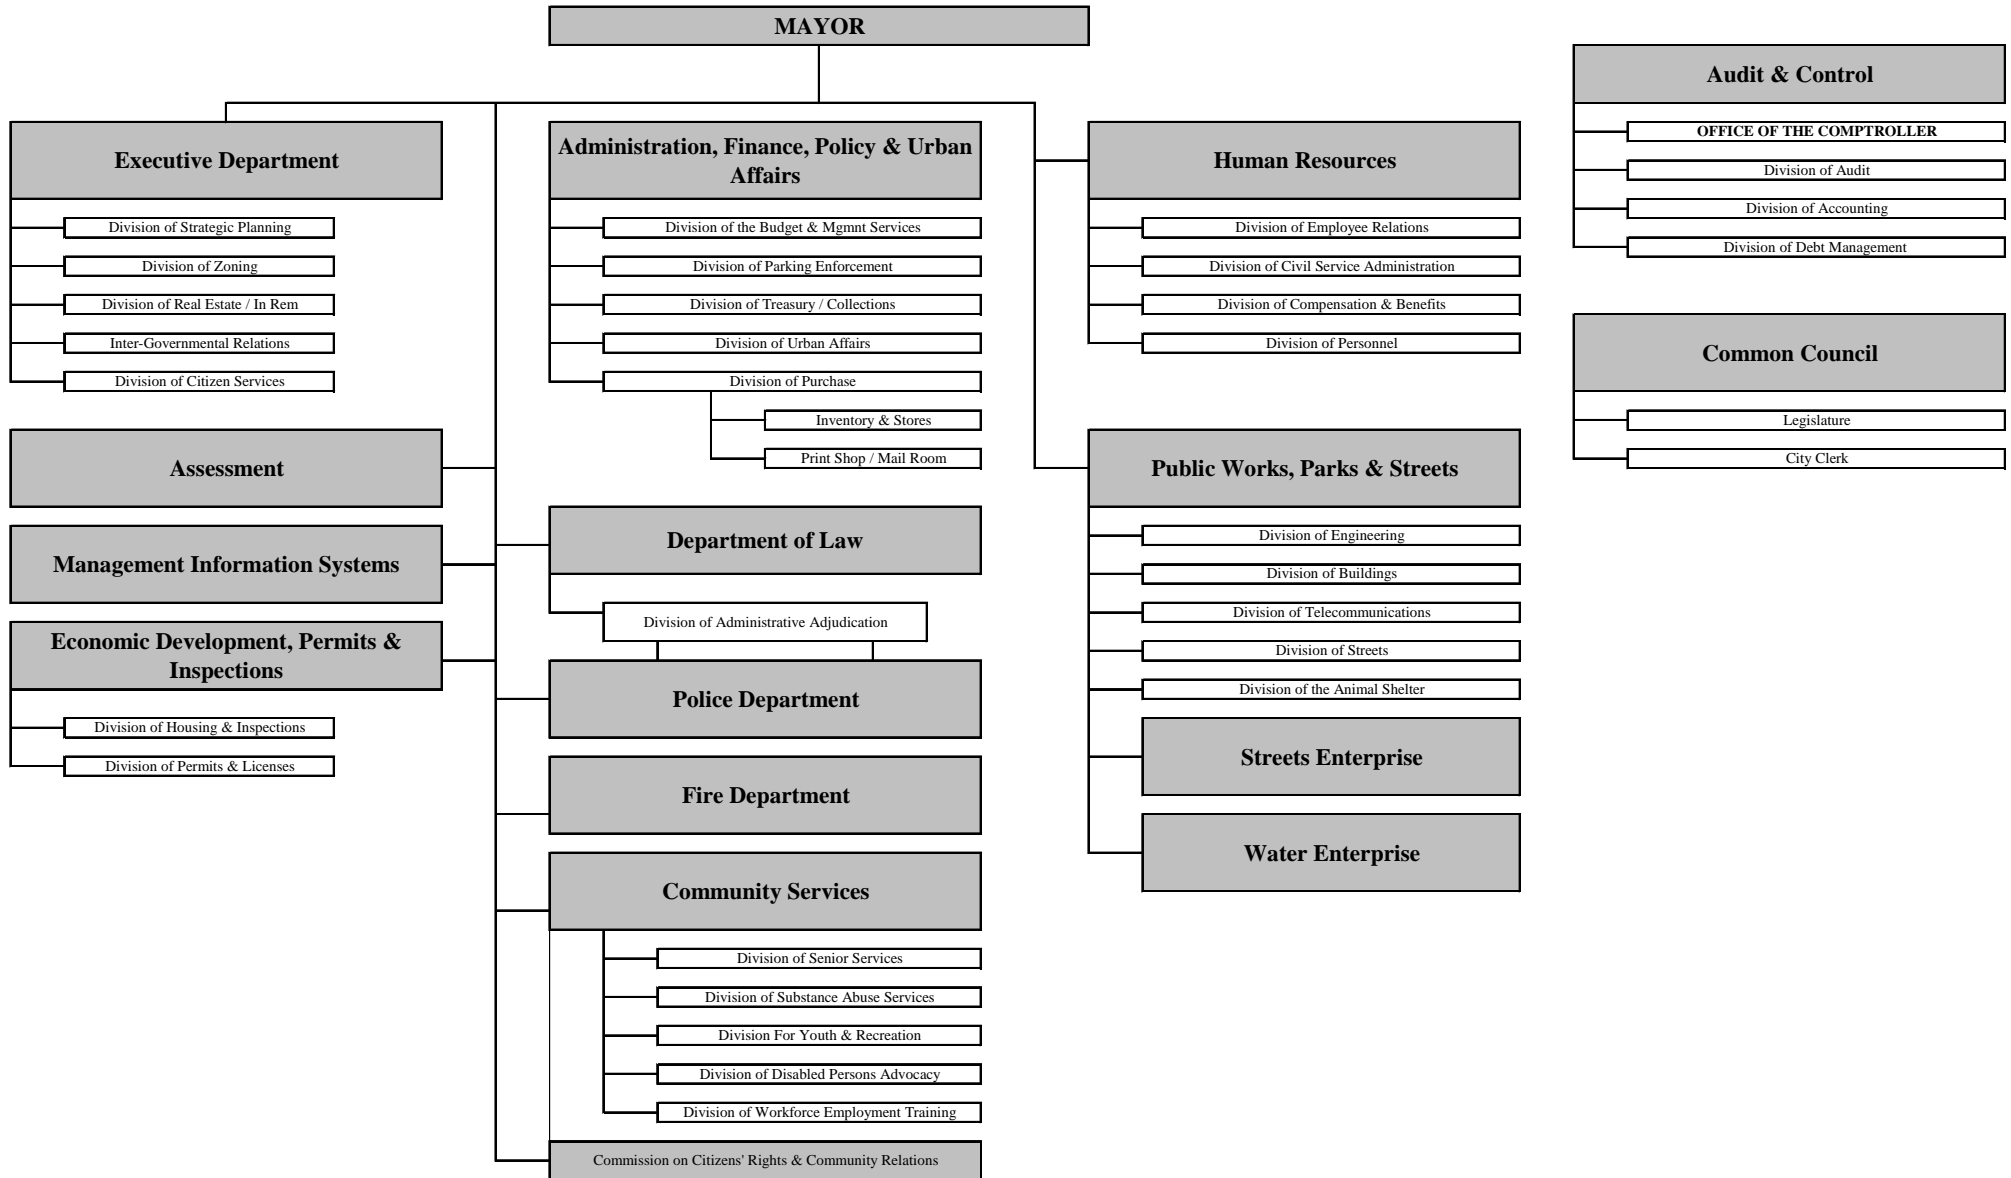 MAYOR
Executive Department
Division of Strategic Planning
Division of Zoning
Division of Real Estate / In Rem
Inter-Governmental Relations
Division of Citizen Services
Assessment
Management Information Systems
Economic Development, Permits &
Inspections
Division of Housing & Inspections
Division of Permits & Licenses
Administration, Finance, Policy & Urban
Affairs
Division of the Budget & Mgmnt Services
Division of Parking Enforcement
Division of Treasury / Collections
Division of Urban Affairs
Division of Purchase
Inventory & Stores
Print Shop / Mail Room
Department of Law
Division of Administrative Adjudication
Police Department
Fire Department
Community Services
Division of Senior Services
Division of Substance Abuse Services
Division For Youth & Recreation
Division of Disabled Persons Advocacy
Division of Workforce Employment Training
Commission on Citizens' Rights & Community Relations
Human Resources
Division of Employee Relations
Division of Civil Service Administration
Division of Compensation & Benefits
Division of Personnel
Public Works, Parks & Streets
Division of Engineering
Division of Buildings
Division of Telecommunications
Division of Streets
Division of the Animal Shelter
Streets Enterprise
Water Enterprise
Audit & Control
OFFICE OF THE COMPTROLLER
Division of Audit
Division of Accounting
Division of Debt Management
Common Council
Legislature
City Clerk